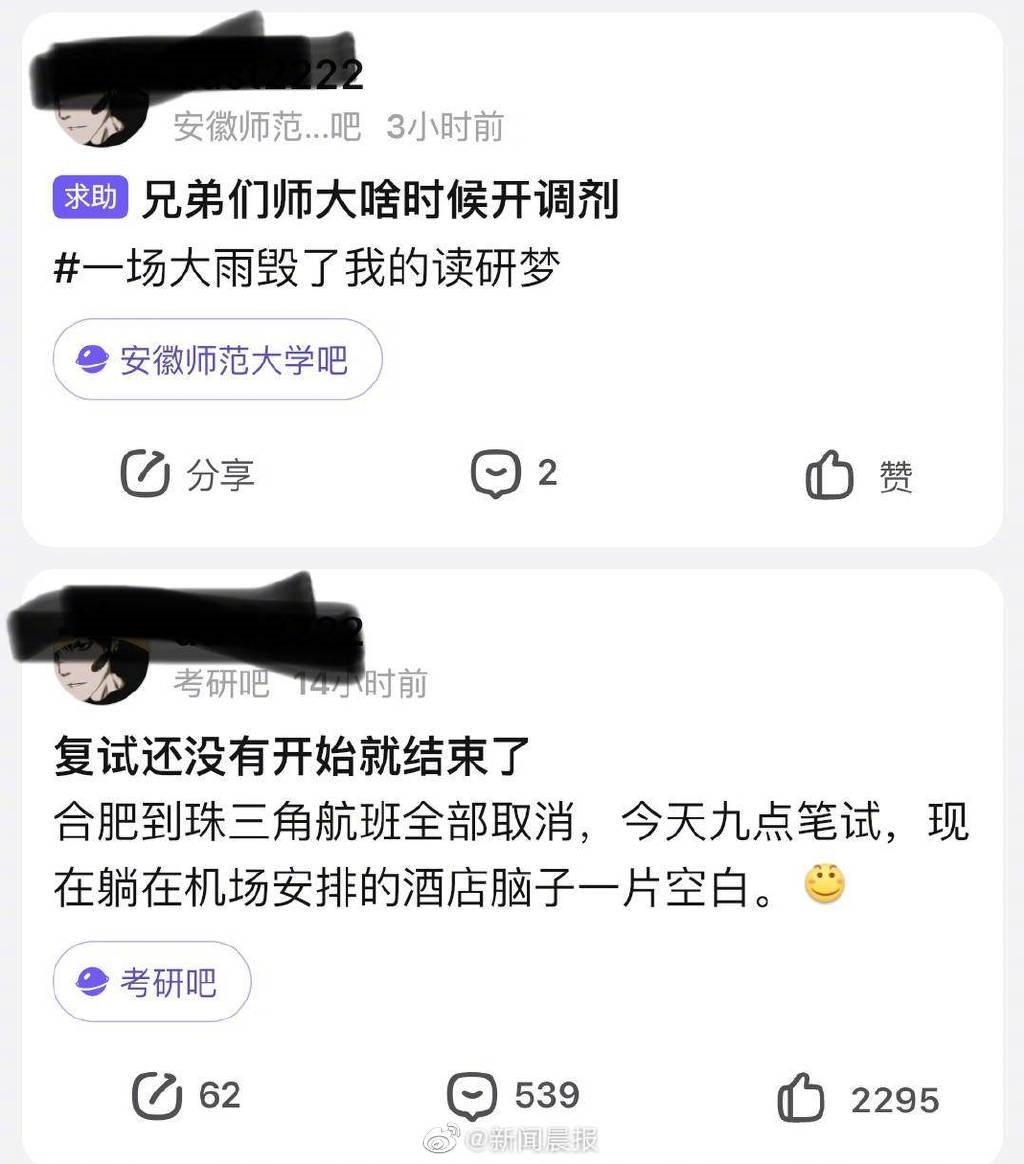 2222
安徽师范...吧 3小时前
求助 兄弟们师大啥时候开调剂
#一场大雨毁了我的读研梦
安徽师范大学吧
分享 2 赞
考研吧 14小时前
复试还没有开始就结束了
合肥到珠三角航班全部取消，今天九点笔试，现
在躺在机场安排的酒店脑子一片空白。
考研吧
62 539 2295
@新闻晨报